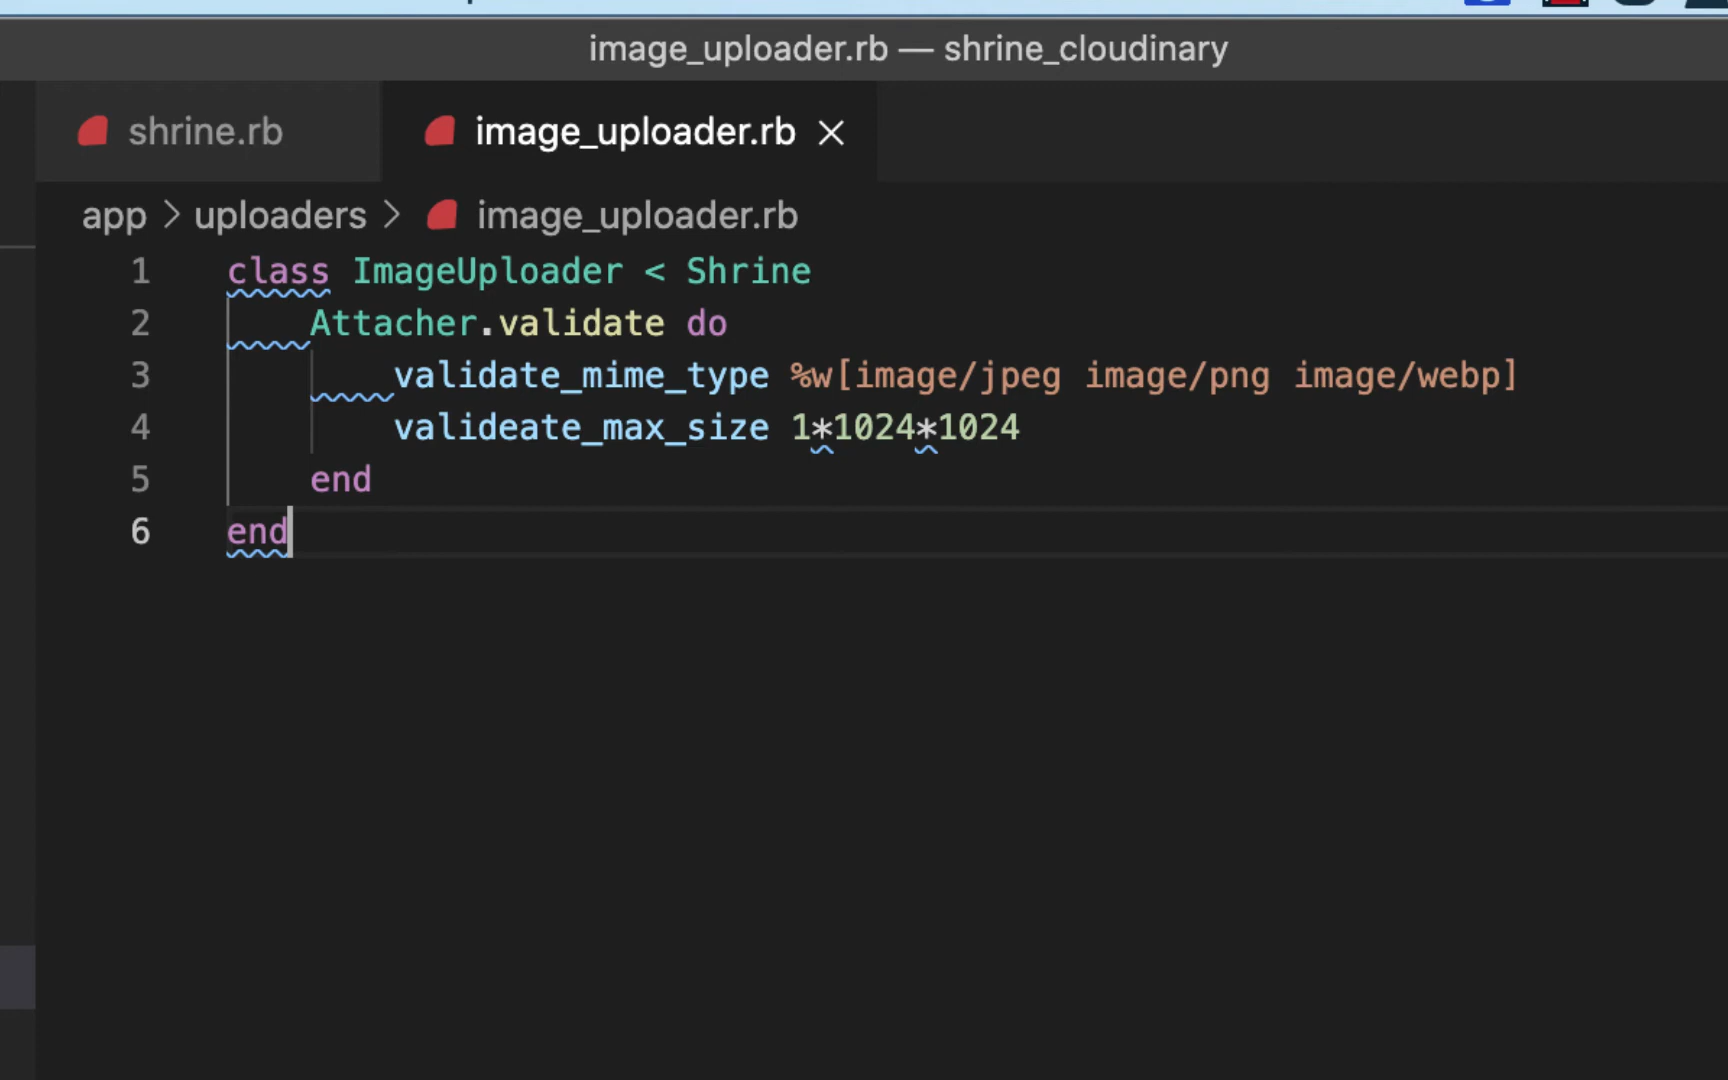 image_uploader.rb — shrine_cloudinary
shrine.rb
image_uploader.rb
app > uploaders > image_uploader.rb
1 class ImageUploader < Shrine
2 Attacher.validate do
3 validate_mime_type %w[image/jpeg image/png image/webp]
4 valideate_max_size 1*1024*1024
5 end
6 end